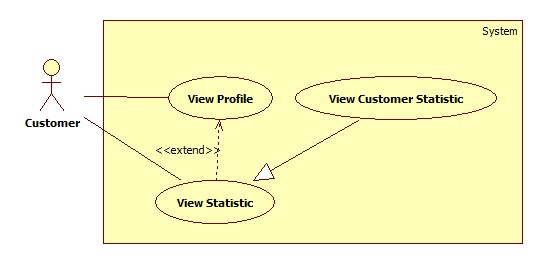 System
View Profile
View Customer Statistic
Customer
<<extend>>
View Statistic